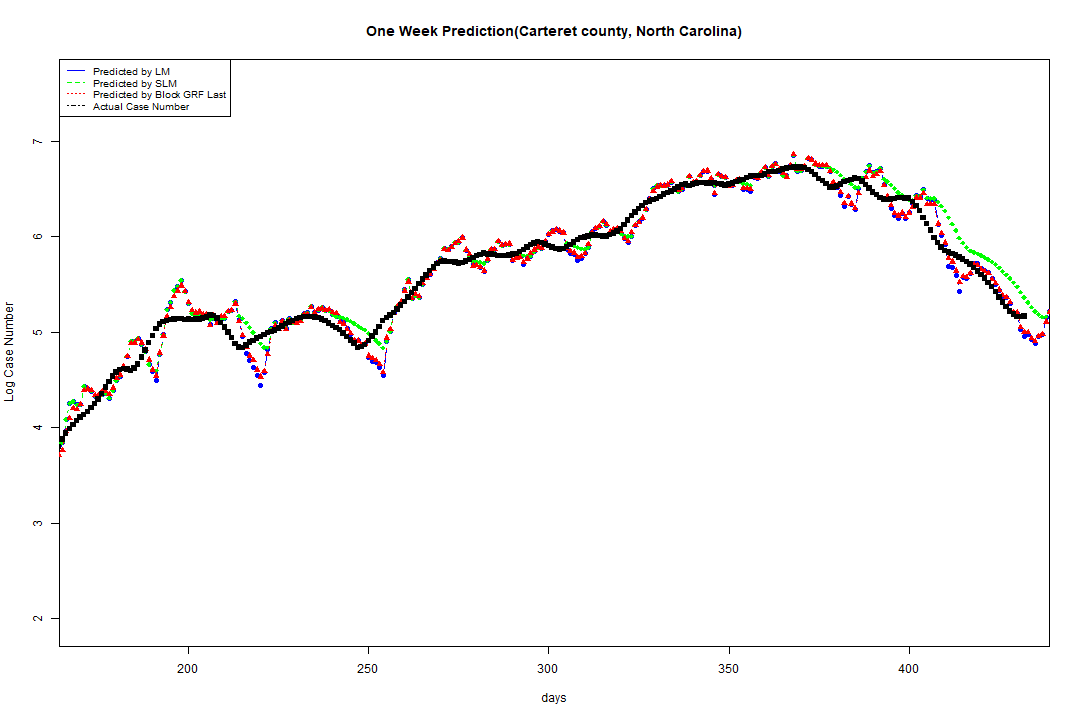 One Week Prediction(Carteret county, North Carolina)
Predicted by LM
Predicted by SLM
Predicted by Block GRF Last
Actual Case Number
7
6
5
4
3
2
Log Case Number
200 250 300 350 400
days